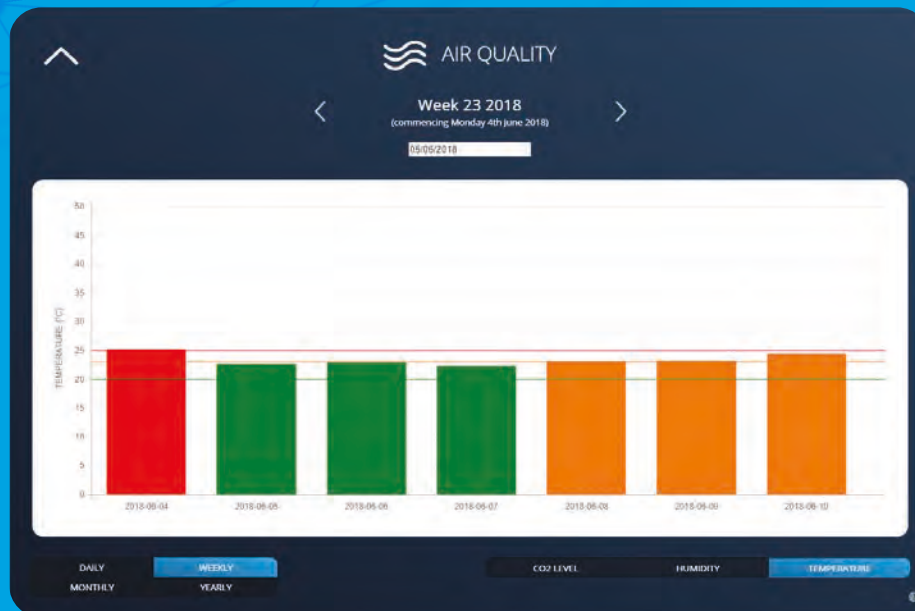 AIR QUALITY
Week 23 2018
(commencing Monday 4th June 2018)
05/06/2018
50
45
40
35
30
25
20
15
10
5
0
TEMPERATURE (°C)
2018-06-04 2018-06-05 2018-06-06 2018-06-07 2018-06-08 2018-06-09 2018-06-10
DAILY WEEKLY CO2 LEVEL HUMIDITY TEMPERATURE
MONTHLY YEARLY